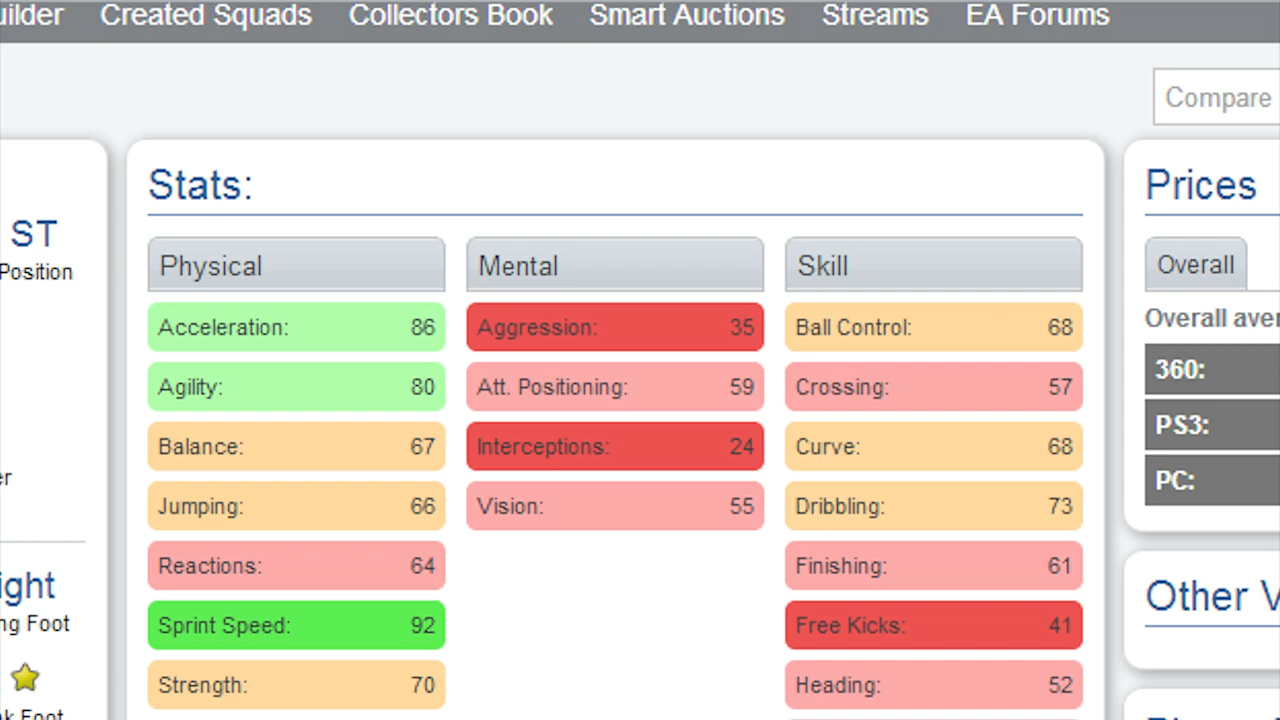 uilder Created Squads Collectors Book Smart Auctions Streams EA Forums
Compare
ST
Position
er
ight
ng Foot
Stats:
Physical
Acceleration: 86
Agility: 80
Balance: 67
Jumping: 66
Reactions: 64
Sprint Speed: 92
Strength: 70
Mental
Aggression: 35
Att. Positioning: 59
Interceptions: 24
Vision: 55
Skill
Ball Control: 68
Crossing: 57
Curve: 68
Dribbling: 73
Finishing: 61
Free Kicks: 41
Heading: 52
Prices
Overall
Overall aver
360:
PS3:
PC:
Other V